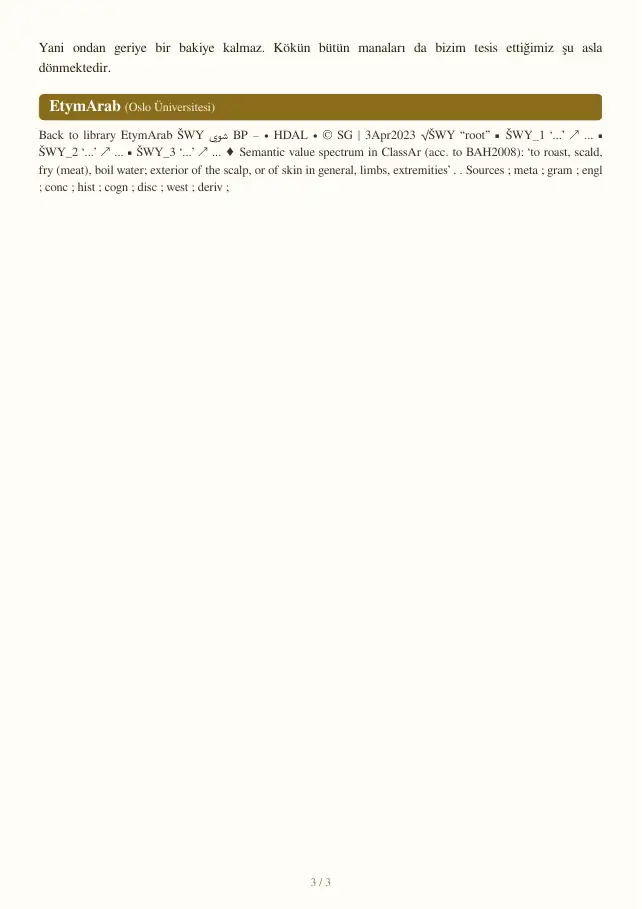 Yani ondan geriye bir bakiye kalmaz. Kökün bütün manaları da bizim tesis ettiğimiz şu asla
dönmektedir.
EtymArab (Oslo Üniversitesi)
Back to library EtymArab ŠWY شوي BP – • HDAL • © SG | 3Apr2023 √ŠWY “root” ▪ ŠWY_1 ‘...’ ↗ ... ▪
ŠWY_2 ‘...’ ↗ ... ▪ ŠWY_3 ‘...’ ↗ ... ♦ Semantic value spectrum in ClassAr (acc. to BAH2008): ‘to roast, scald,
fry (meat), boil water; exterior of the scalp, or of skin in general, limbs, extremities’ . . Sources ; meta ; gram ; engl
; conc ; hist ; cogn ; disc ; west ; deriv ;
3 / 3